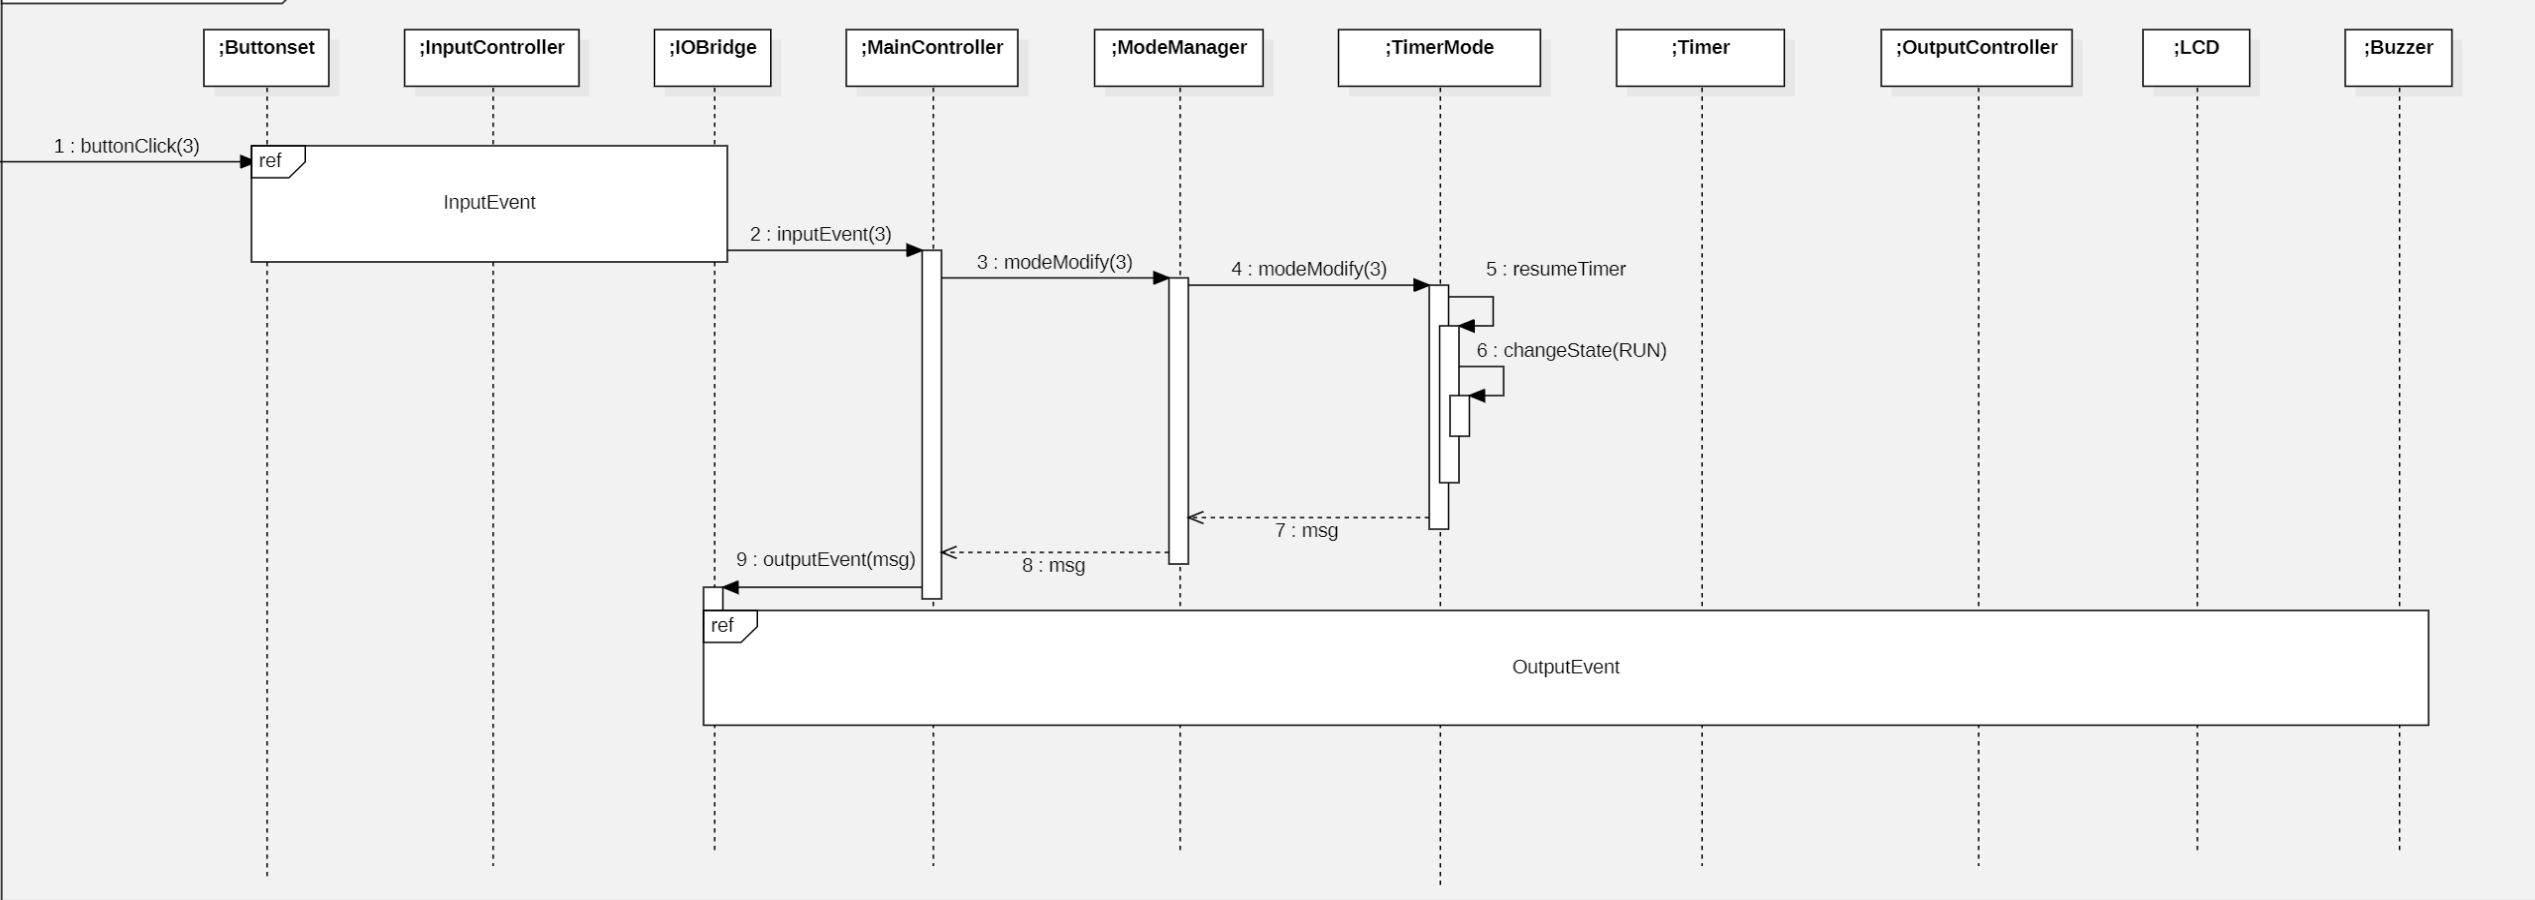 ;Buttonset
;InputController
;IOBridge
;MainController
;ModeManager
;TimerMode
;Timer
;OutputController
;LCD
;Buzzer
1 : buttonClick(3)
ref
InputEvent
2 : inputEvent(3)
3 : modeModify(3)
4 : modeModify(3)
5 : resumeTimer
6 : changeState(RUN)
7 : msg
8 : msg
9 : outputEvent(msg)
ref
OutputEvent